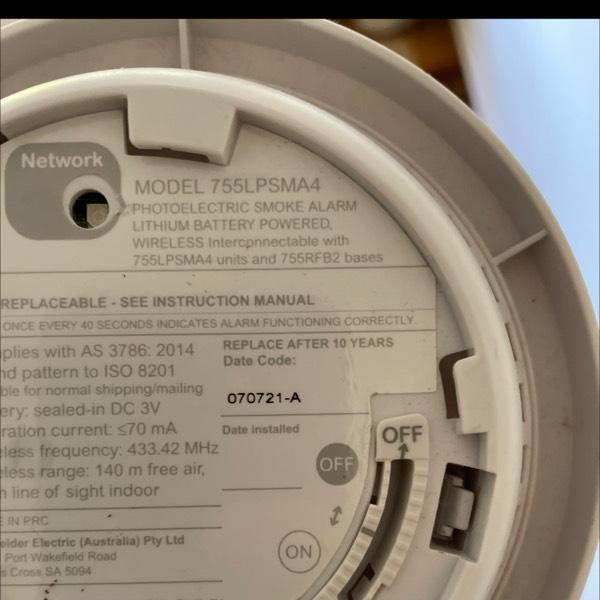 Network
MODEL 755LPSMA4
PHOTOELECTRIC SMOKE ALARM
LITHIUM BATTERY POWERED,
WIRELESS Interconnectable with
755LPSMA4 units and 755RFB2 bases
REPLACEABLE - SEE INSTRUCTION MANUAL
ONCE EVERY 40 SECONDS INDICATES ALARM FUNCTIONING CORRECTLY.
plies with AS 3786: 2014
nd pattern to ISO 8201
ble for normal shipping/mailing
ery: sealed-in DC 3V
ration current: ≤70 mA
eless frequency: 433.42 MHz
eless range: 140 m free air,
line of sight indoor
REPLACE AFTER 10 YEARS
Date Code:
070721-A
Date installed
OFF
OFF
ON
E IN PRC
eider Electric (Australia) Pty Ltd
Port Wakefield Road
s Cross SA 5094